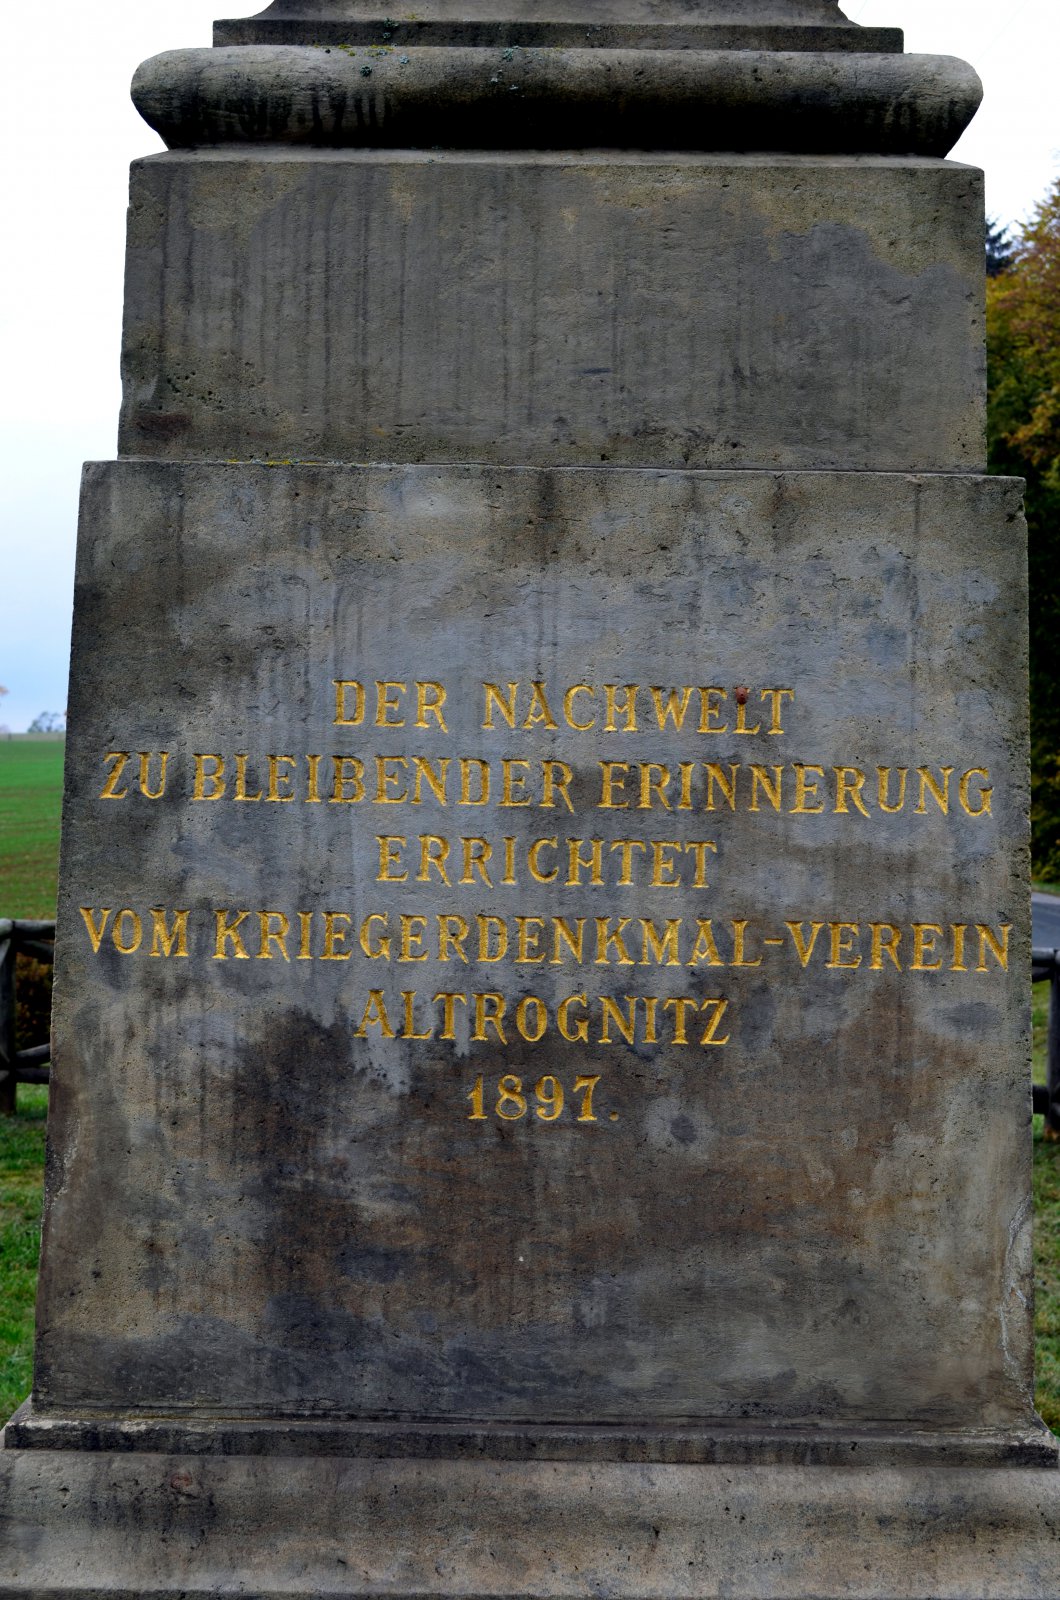 DER NACHWELT
ZU BLEIBENDER ERINNERUNG
ERRICHTET
VOM KRIEGERDENKMAL-VEREIN
ALTROGNITZ
1897.